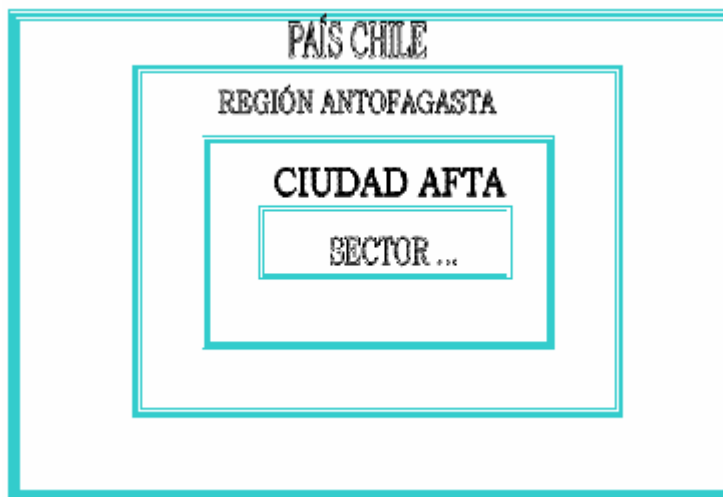 PAÍS CHILE
REGIÓN ANTOFAGASTA
CIUDAD AFTA
SECTOR ...